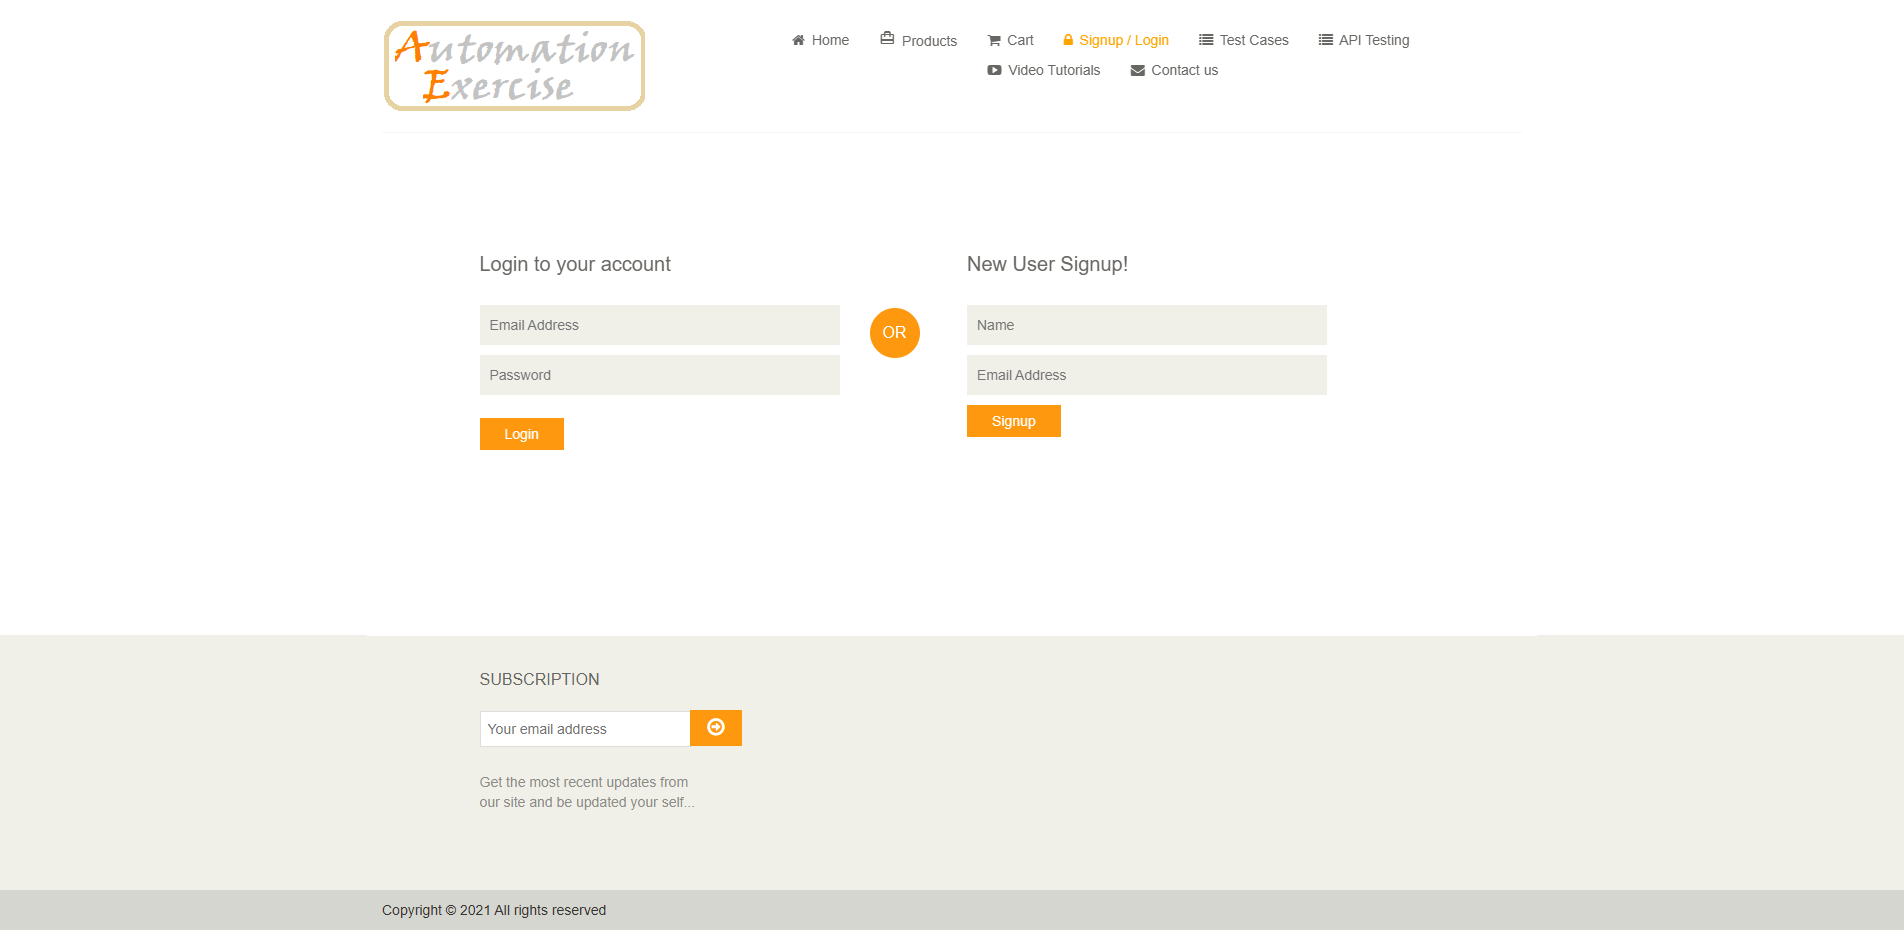 Automation
Exercise
Home Products Cart Signup / Login Test Cases API Testing
Video Tutorials Contact us
Login to your account
Email Address
Password
Login
OR
New User Signup!
Name
Email Address
Signup
SUBSCRIPTION
Your email address
Get the most recent updates from
our site and be updated your self...
Copyright © 2021 All rights reserved